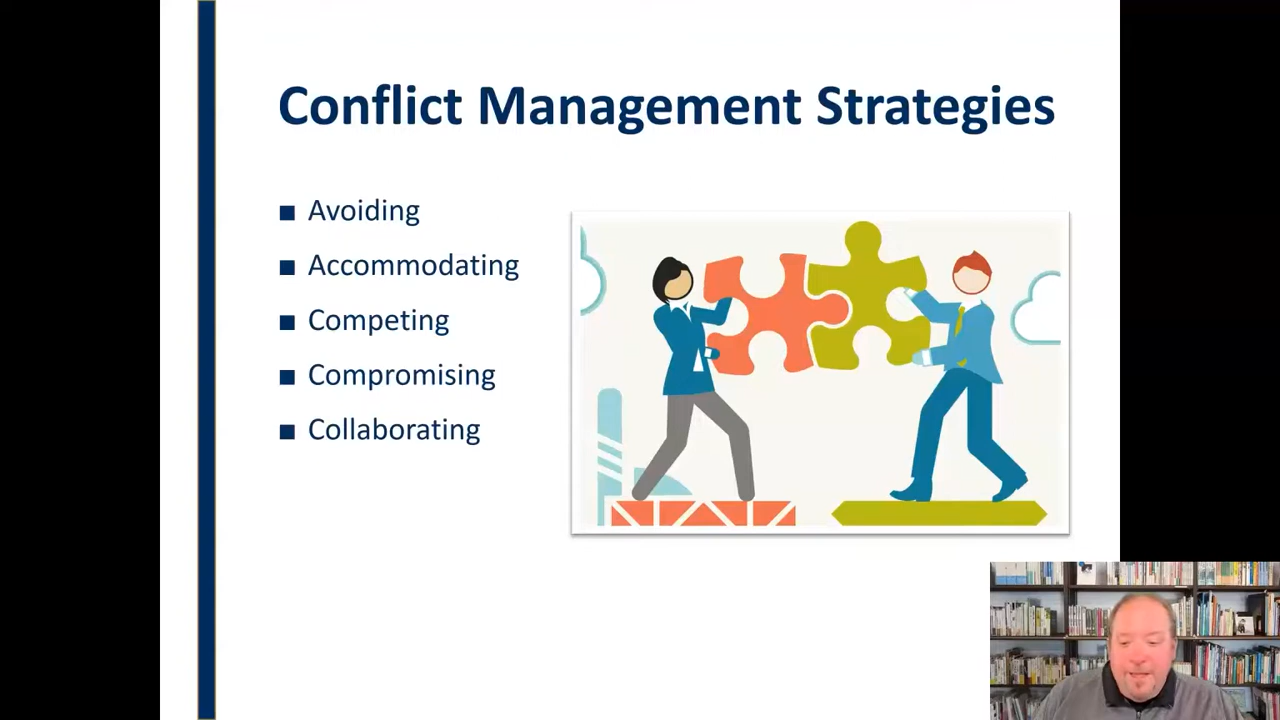 Conflict Management Strategies
■ Avoiding
■ Accommodating
■ Competing
■ Compromising
■ Collaborating